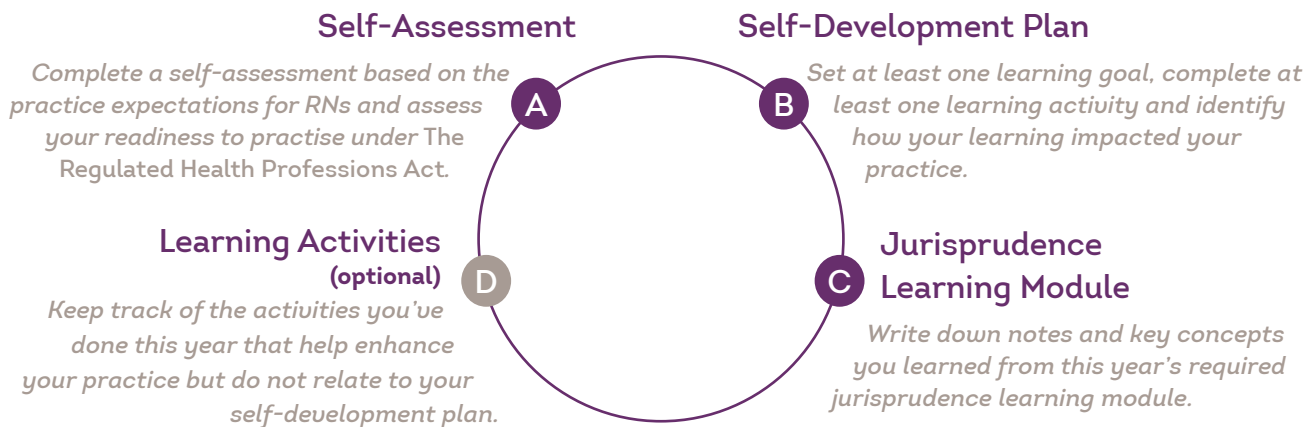 Self-Assessment
Complete a self-assessment based on the
practice expectations for RNs and assess
your readiness to practise under The
Regulated Health Professions Act.
A
Self-Development Plan
Set at least one learning goal, complete at
least one learning activity and identify
how your learning impacted your
practice.
B
Learning Activities
(optional)
Keep track of the activities you've
done this year that help enhance
your practice but do not relate to your
self-development plan.
D
Jurisprudence
Learning Module
Write down notes and key concepts
you learned from this year's required
jurisprudence learning module.
C